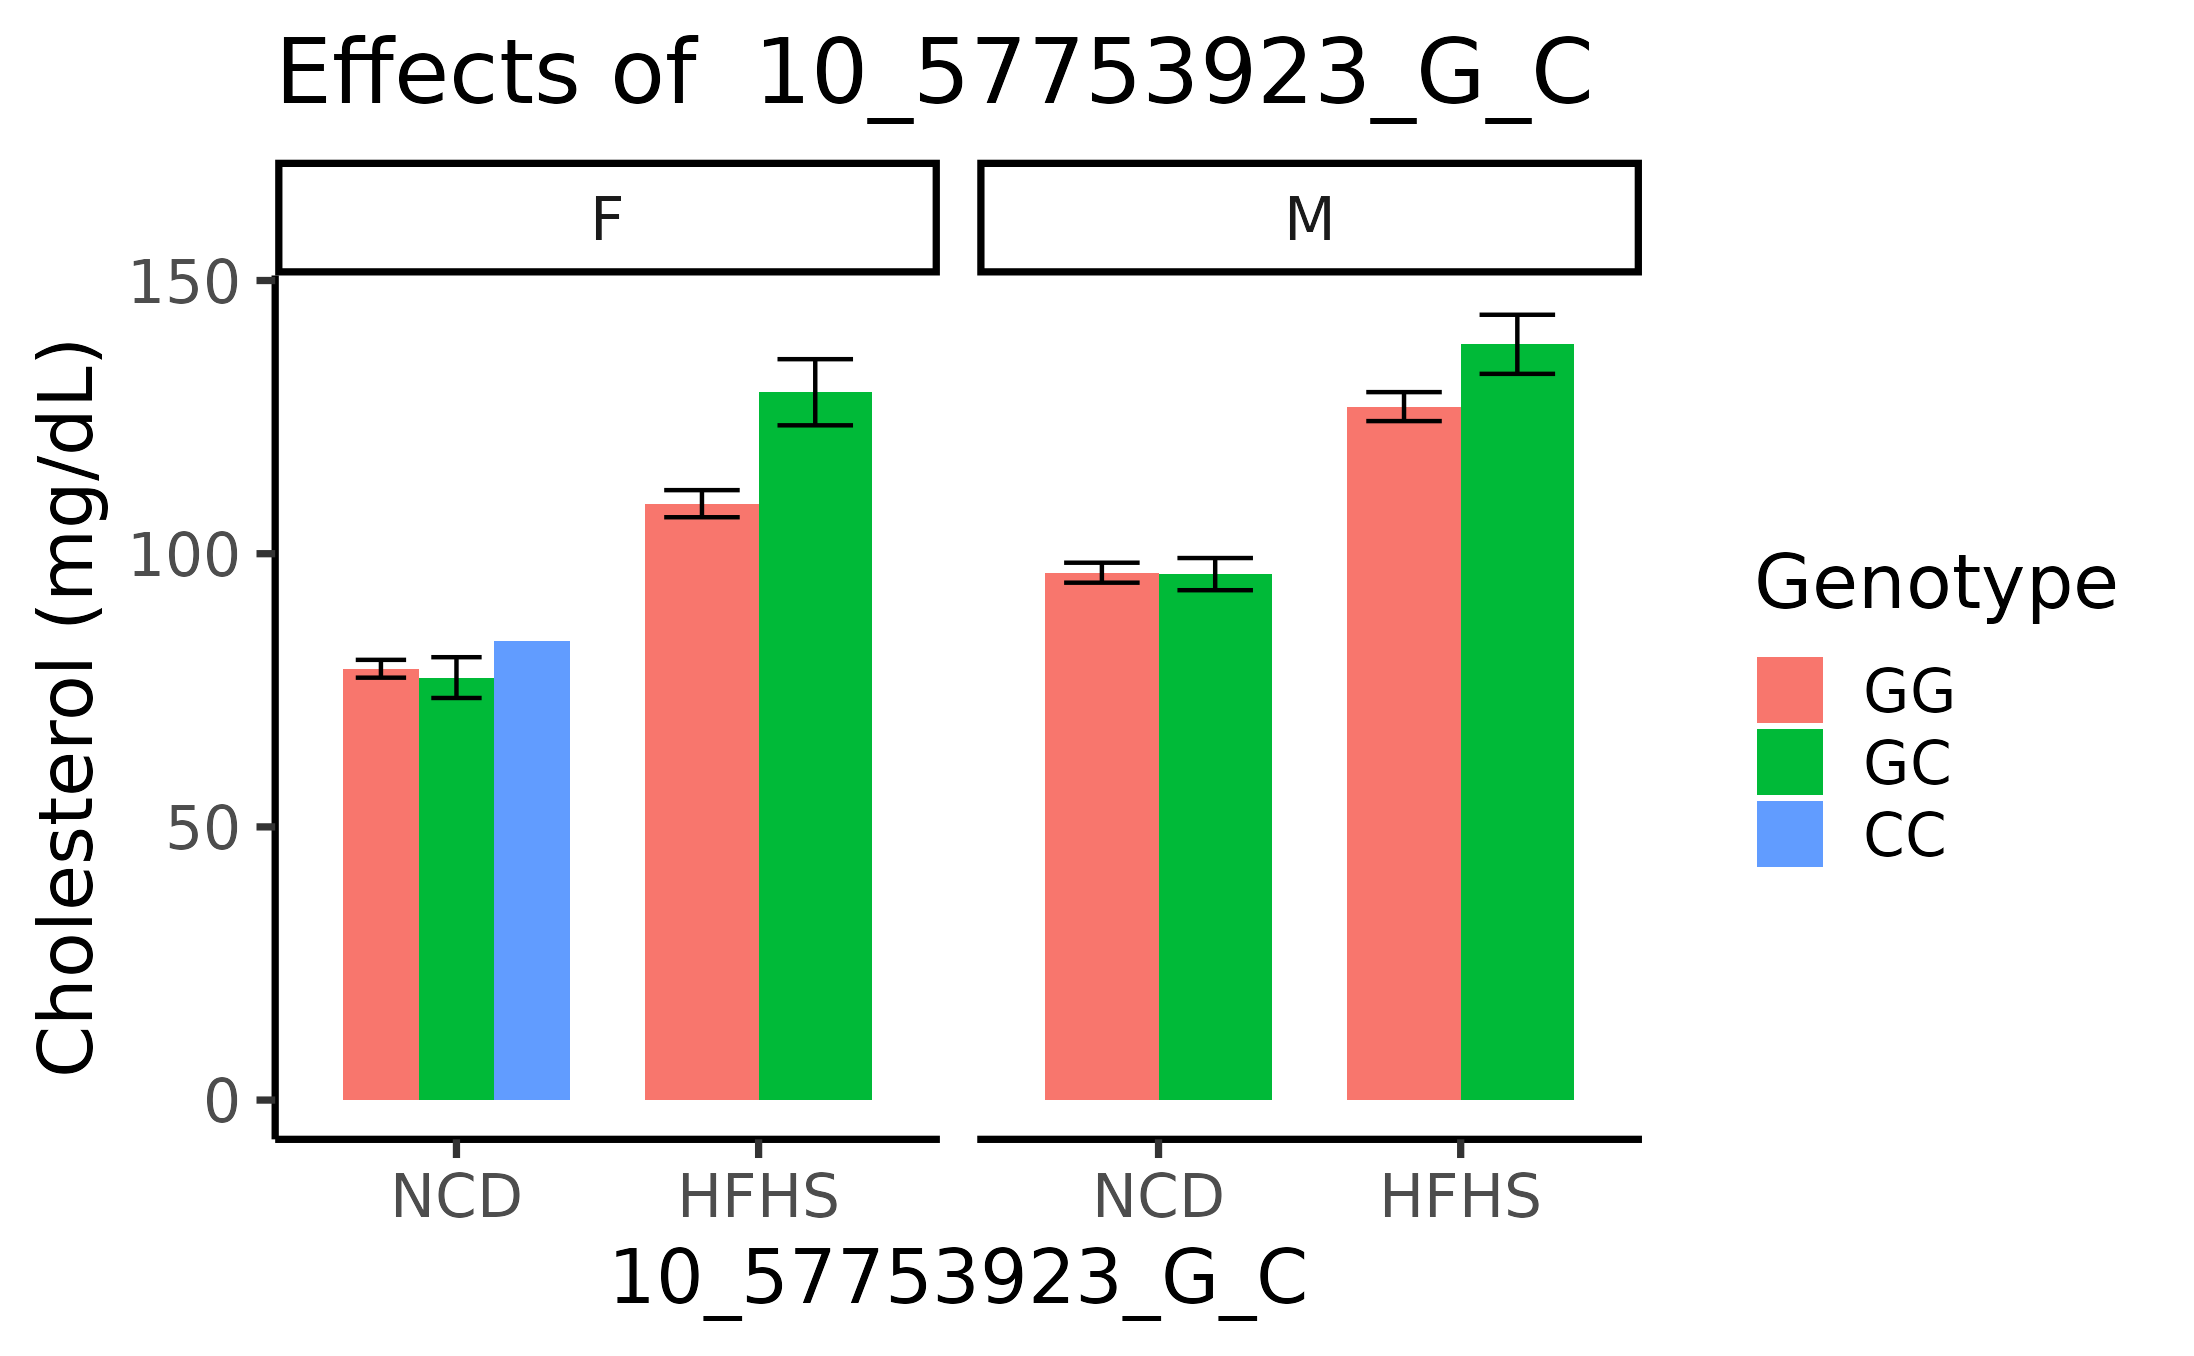 Effects of  10_57753923_G_C
F
M
150
100
50
0
Cholesterol (mg/dL)
NCD
HFHS
NCD
HFHS
10_57753923_G_C
Genotype
GG
GC
CC